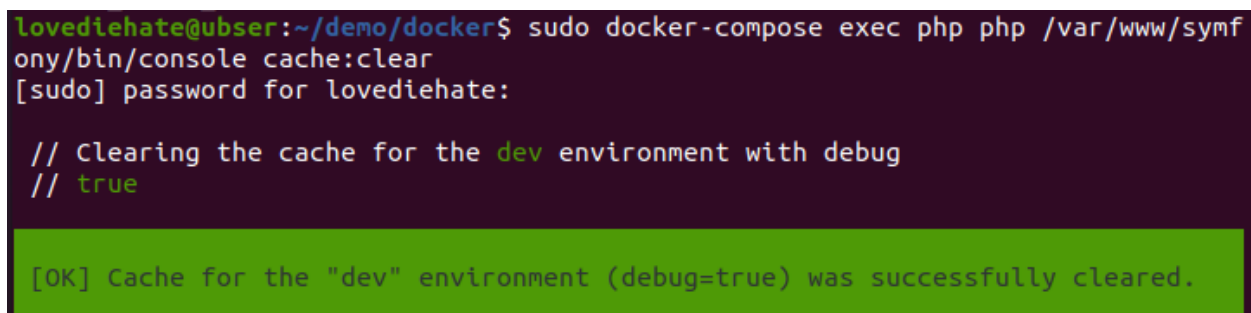 lovediehate@ubser:~/demo/docker$ sudo docker-compose exec php php /var/www/symf
ony/bin/console cache:clear
[sudo] password for lovediehate:
// Clearing the cache for the dev environment with debug
// true
[OK] Cache for the "dev" environment (debug=true) was successfully cleared.